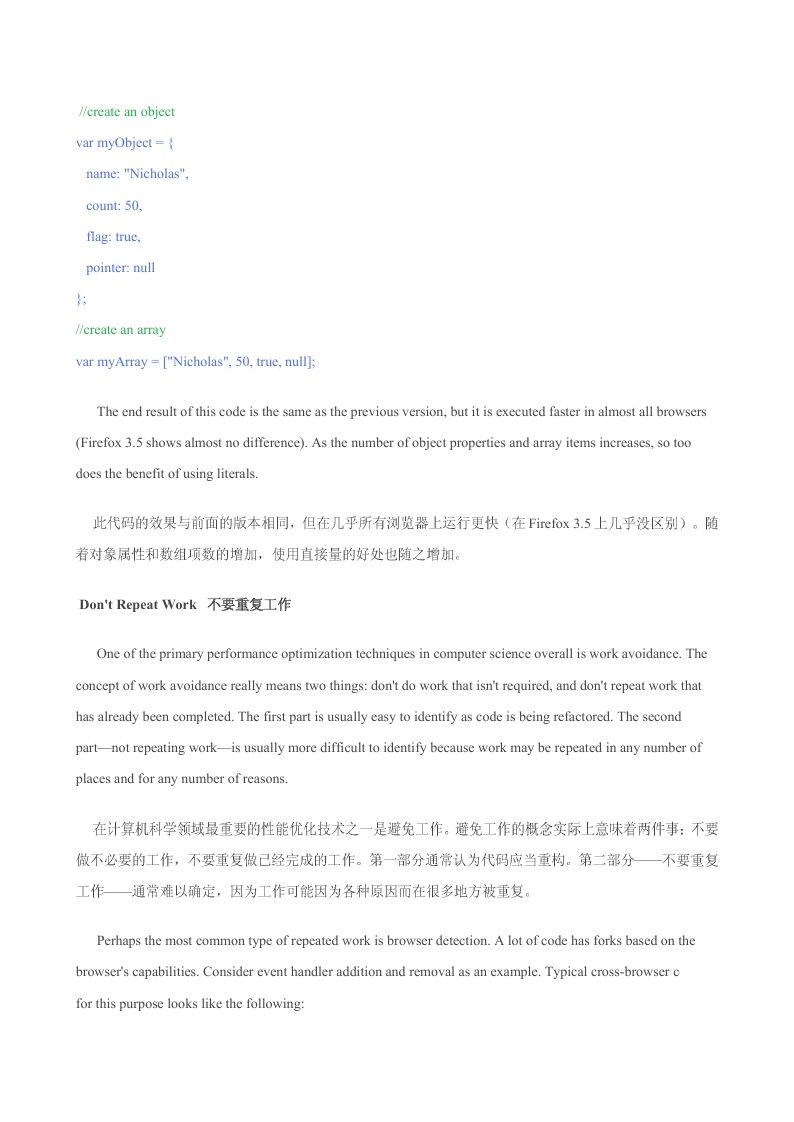 //create an object
var myObject = {
name: "Nicholas",
count: 50,
flag: true,
pointer: null
};
//create an array
var myArray = ["Nicholas", 50, true, null];
The end result of this code is the same as the previous version, but it is executed faster in almost all browsers
(Firefox 3.5 shows almost no difference). As the number of object properties and array items increases, so too
does the benefit of using literals.
此代码的效果与前面的版本相同，但在几乎所有浏览器上运行更快（在 Firefox 3.5 上几乎没区别）。随
着对象属性和数组项数的增加，使用直接量的好处也随之增加。
Don't Repeat Work 不要重复工作
One of the primary performance optimization techniques in computer science overall is work avoidance. The
concept of work avoidance really means two things: don't do work that isn't required, and don't repeat work that
has already been completed. The first part is usually easy to identify as code is being refactored. The second
part—not repeating work—is usually more difficult to identify because work may be repeated in any number of
places and for any number of reasons.
在计算机科学领域最重要的性能优化技术之一是避免工作。避免工作的概念实际上意味着两件事：不要
做不必要的工作，不要重复做已经完成的工作。第一部分通常认为代码应当重构。第二部分——不要重复
工作——通常难以确定，因为工作可能因为各种原因而在很多地方被重复。
Perhaps the most common type of repeated work is browser detection. A lot of code has forks based on the
browser's capabilities. Consider event handler addition and removal as an example. Typical cross-browser c
for this purpose looks like the following: